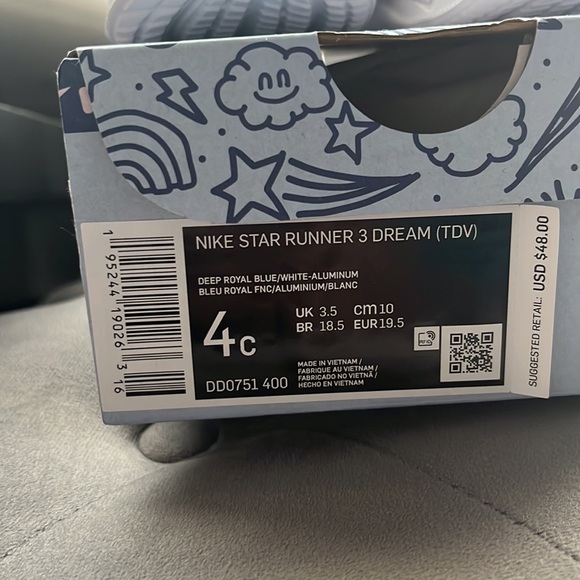 NIKE STAR RUNNER 3 DREAM (TDV)
DEEP ROYAL BLUE/WHITE-ALUMINUM
BLEU ROYAL FNC/ALUMINIUM/BLANC
4C
UK 3.5 cm 10
BR 18.5 EUR 19.5
DD0751 400
MADE IN VIETNAM /
FABRIQUE AU VIETNAM /
FABRICADO NO VIETNÃ /
HECHO EN VIETNAM
1 95244 19026 3 16
SUGGESTED RETAIL: USD $48.00